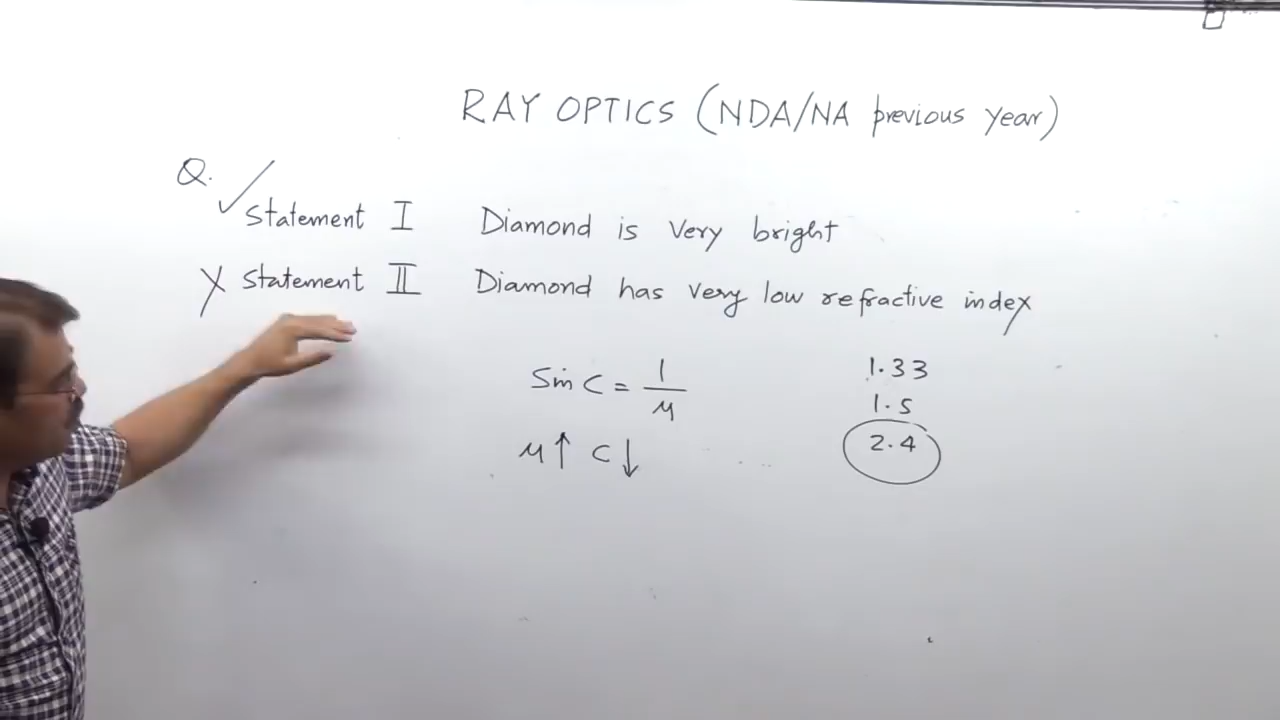 RAY OPTICS (NDA/NA previous year)
Q.
✓ Statement I Diamond is very bright
X Statement II Diamond has very low refractive index
Sin C = 1/μ
μ↑ C↓
1.33
1.5
2.4